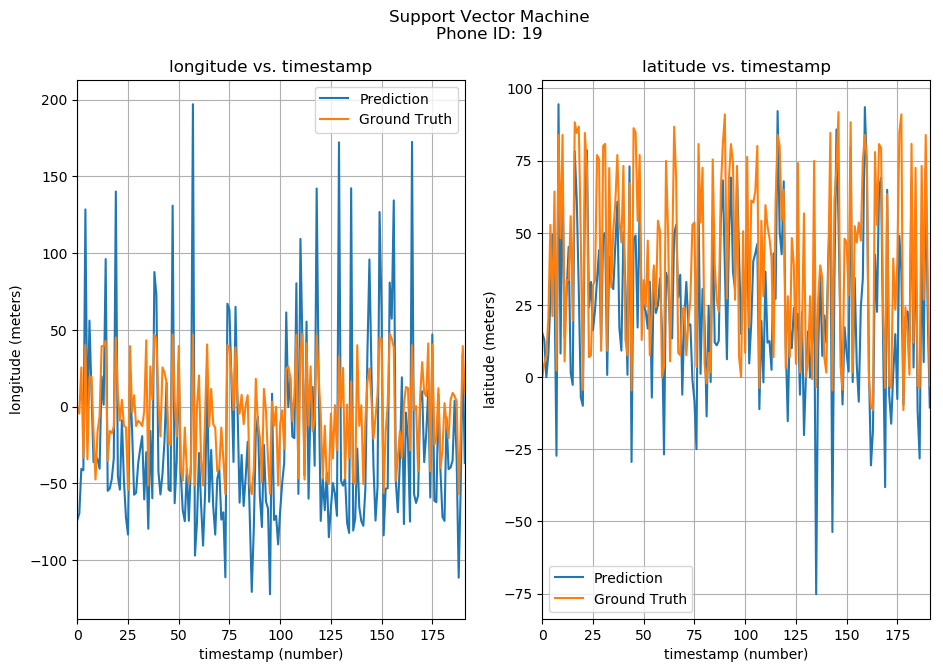 Support Vector Machine
Phone ID: 19
longitude vs. timestamp
200
150
100
50
0
−50
−100
longitude (meters)
0 25 50 75 100 125 150 175
timestamp (number)
Prediction
Ground Truth
latitude vs. timestamp
100
75
50
25
0
−25
−50
−75
latitude (meters)
0 25 50 75 100 125 150 175
timestamp (number)
Prediction
Ground Truth